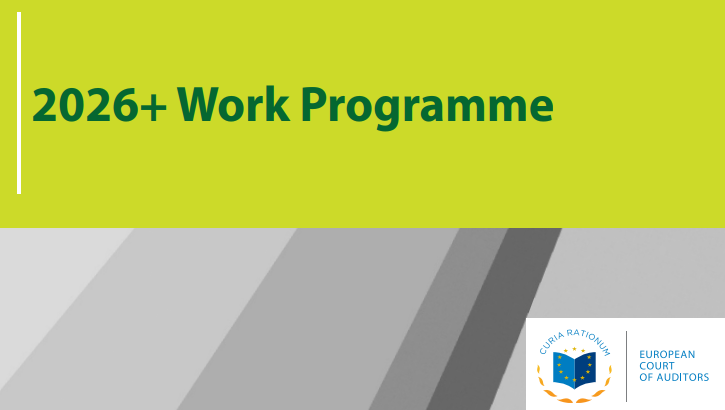 2026+ Work Programme
CURIA RATIONUM
EUROPEAN
COURT
OF AUDITORS